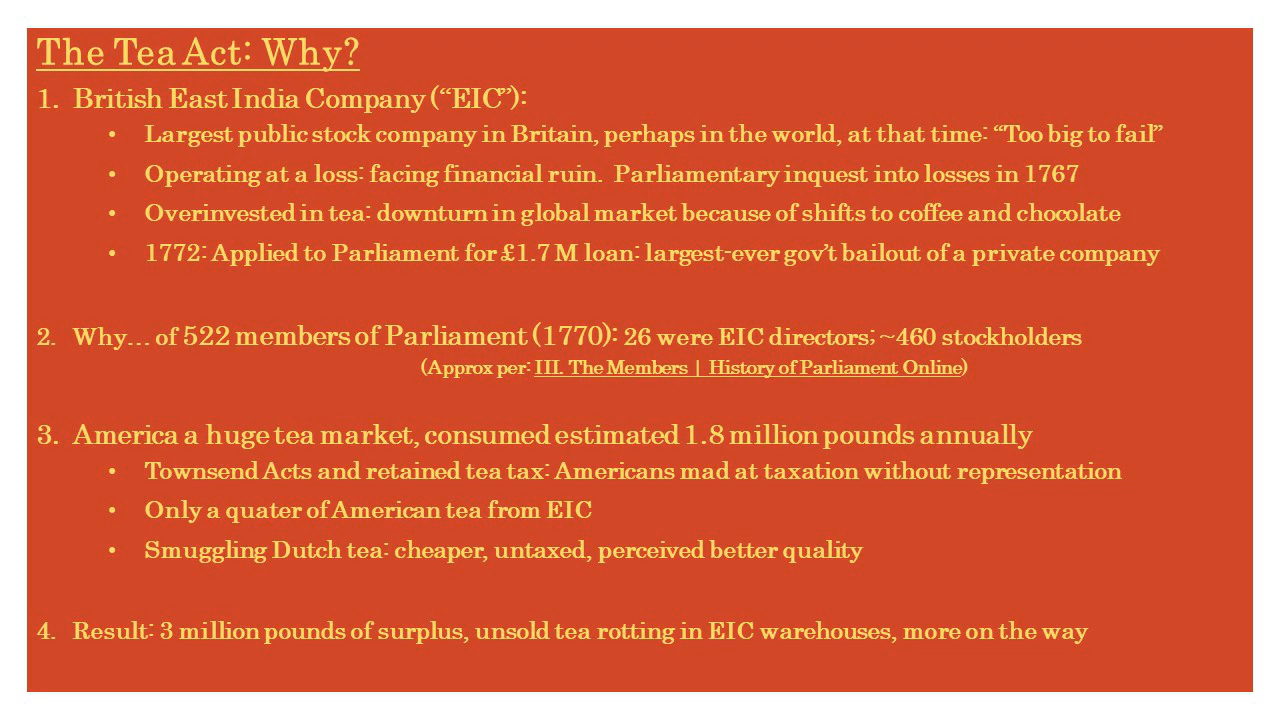 The Tea Act: Why?
1. British East India Company (“EIC”):
• Largest public stock company in Britain, perhaps in the world, at that time: “Too big to fail”
• Operating at a loss: facing financial ruin. Parliamentary inquest into losses in 1767
• Overinvested in tea: downturn in global market because of shifts to coffee and chocolate
• 1772: Applied to Parliament for £1.7 M loan: largest-ever gov’t bailout of a private company
2. Why… of 522 members of Parliament (1770): 26 were EIC directors; ~460 stockholders
(Approx per: III. The Members | History of Parliament Online)
3. America a huge tea market, consumed estimated 1.8 million pounds annually
• Townsend Acts and retained tea tax: Americans mad at taxation without representation
• Only a quater of American tea from EIC
• Smuggling Dutch tea: cheaper, untaxed, perceived better quality
4. Result: 3 million pounds of surplus, unsold tea rotting in EIC warehouses, more on the way